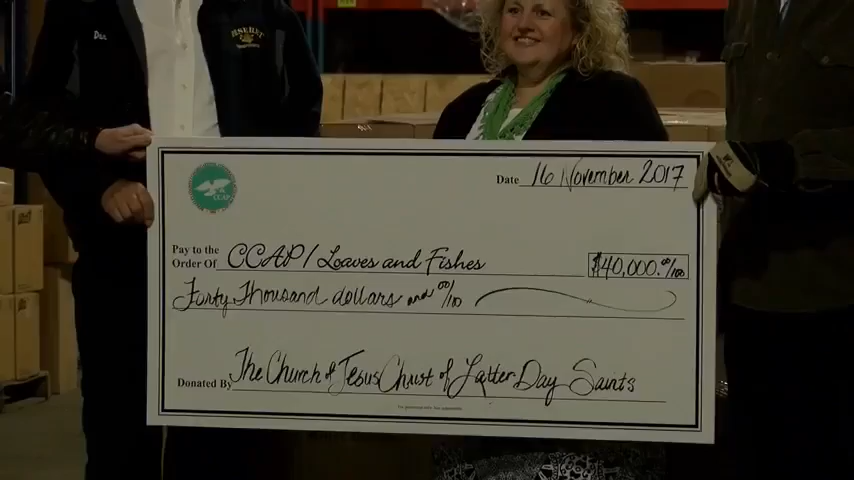 CCAP
Date 16 November 2017
Pay to the
Order Of CCAP / Loaves and Fishes $40,000.00/100
Forty Thousand dollars and 00/100
Donated By The Church of Jesus Christ of Latter-Day Saints